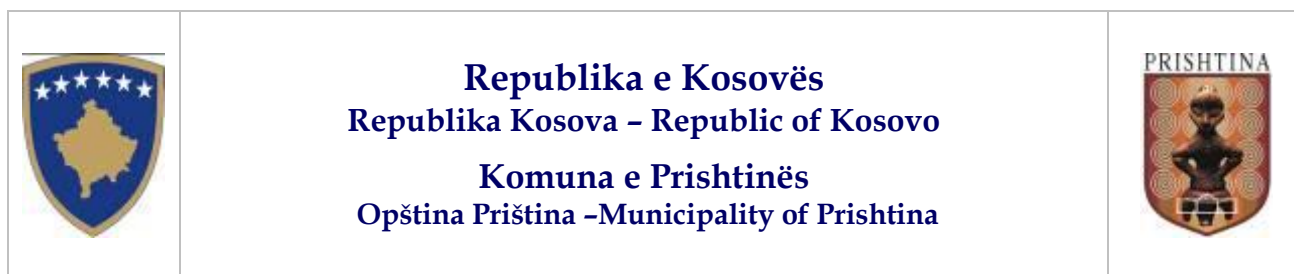 Republika e Kosovës
Republika Kosova – Republic of Kosovo
Komuna e Prishtinës
Opština Priština –Municipality of Prishtina
PRISHTINA